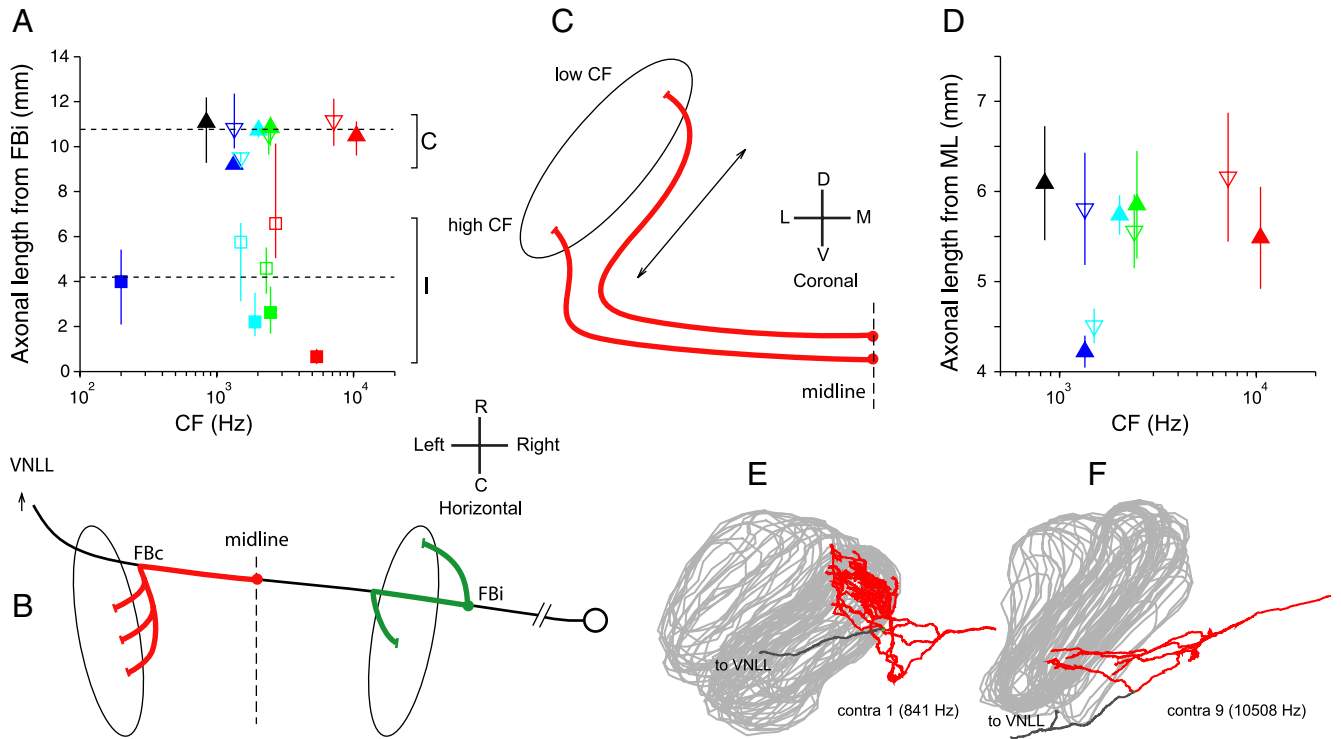 A
Axonal length from FBi (mm)
14
12
10
8
6
4
2
0
C
I
10²
10³
10⁴
CF (Hz)
C
low CF
high CF
D
L
M
V
Coronal
midline
D
Axonal length from ML (mm)
7
6
5
4
10³
10⁴
CF (Hz)
R
Left
Right
C
Horizontal
B
VNLL
FBc
midline
FBi
E
to VNLL
contra 1 (841 Hz)
F
to VNLL
contra 9 (10508 Hz)